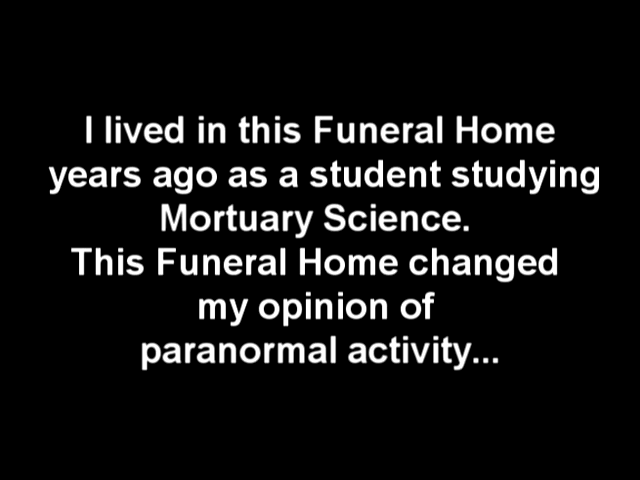 I lived in this Funeral Home
years ago as a student studying
Mortuary Science.
This Funeral Home changed
my opinion of
paranormal activity...